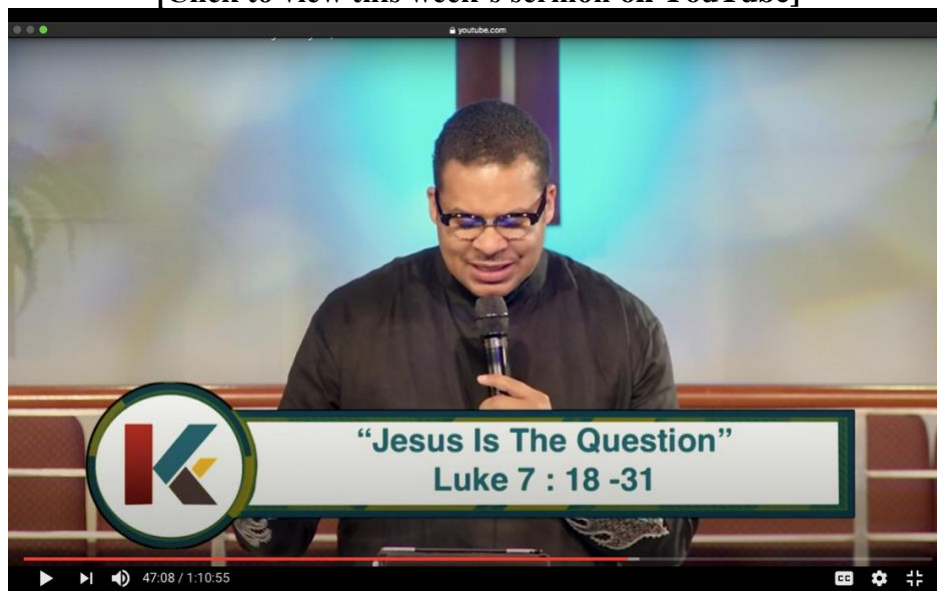 [Click to view this week's sermon on YouTube]
youtube.com
“Jesus Is The Question”
Luke 7 : 18 -31
47:08 / 1:10:55
CC